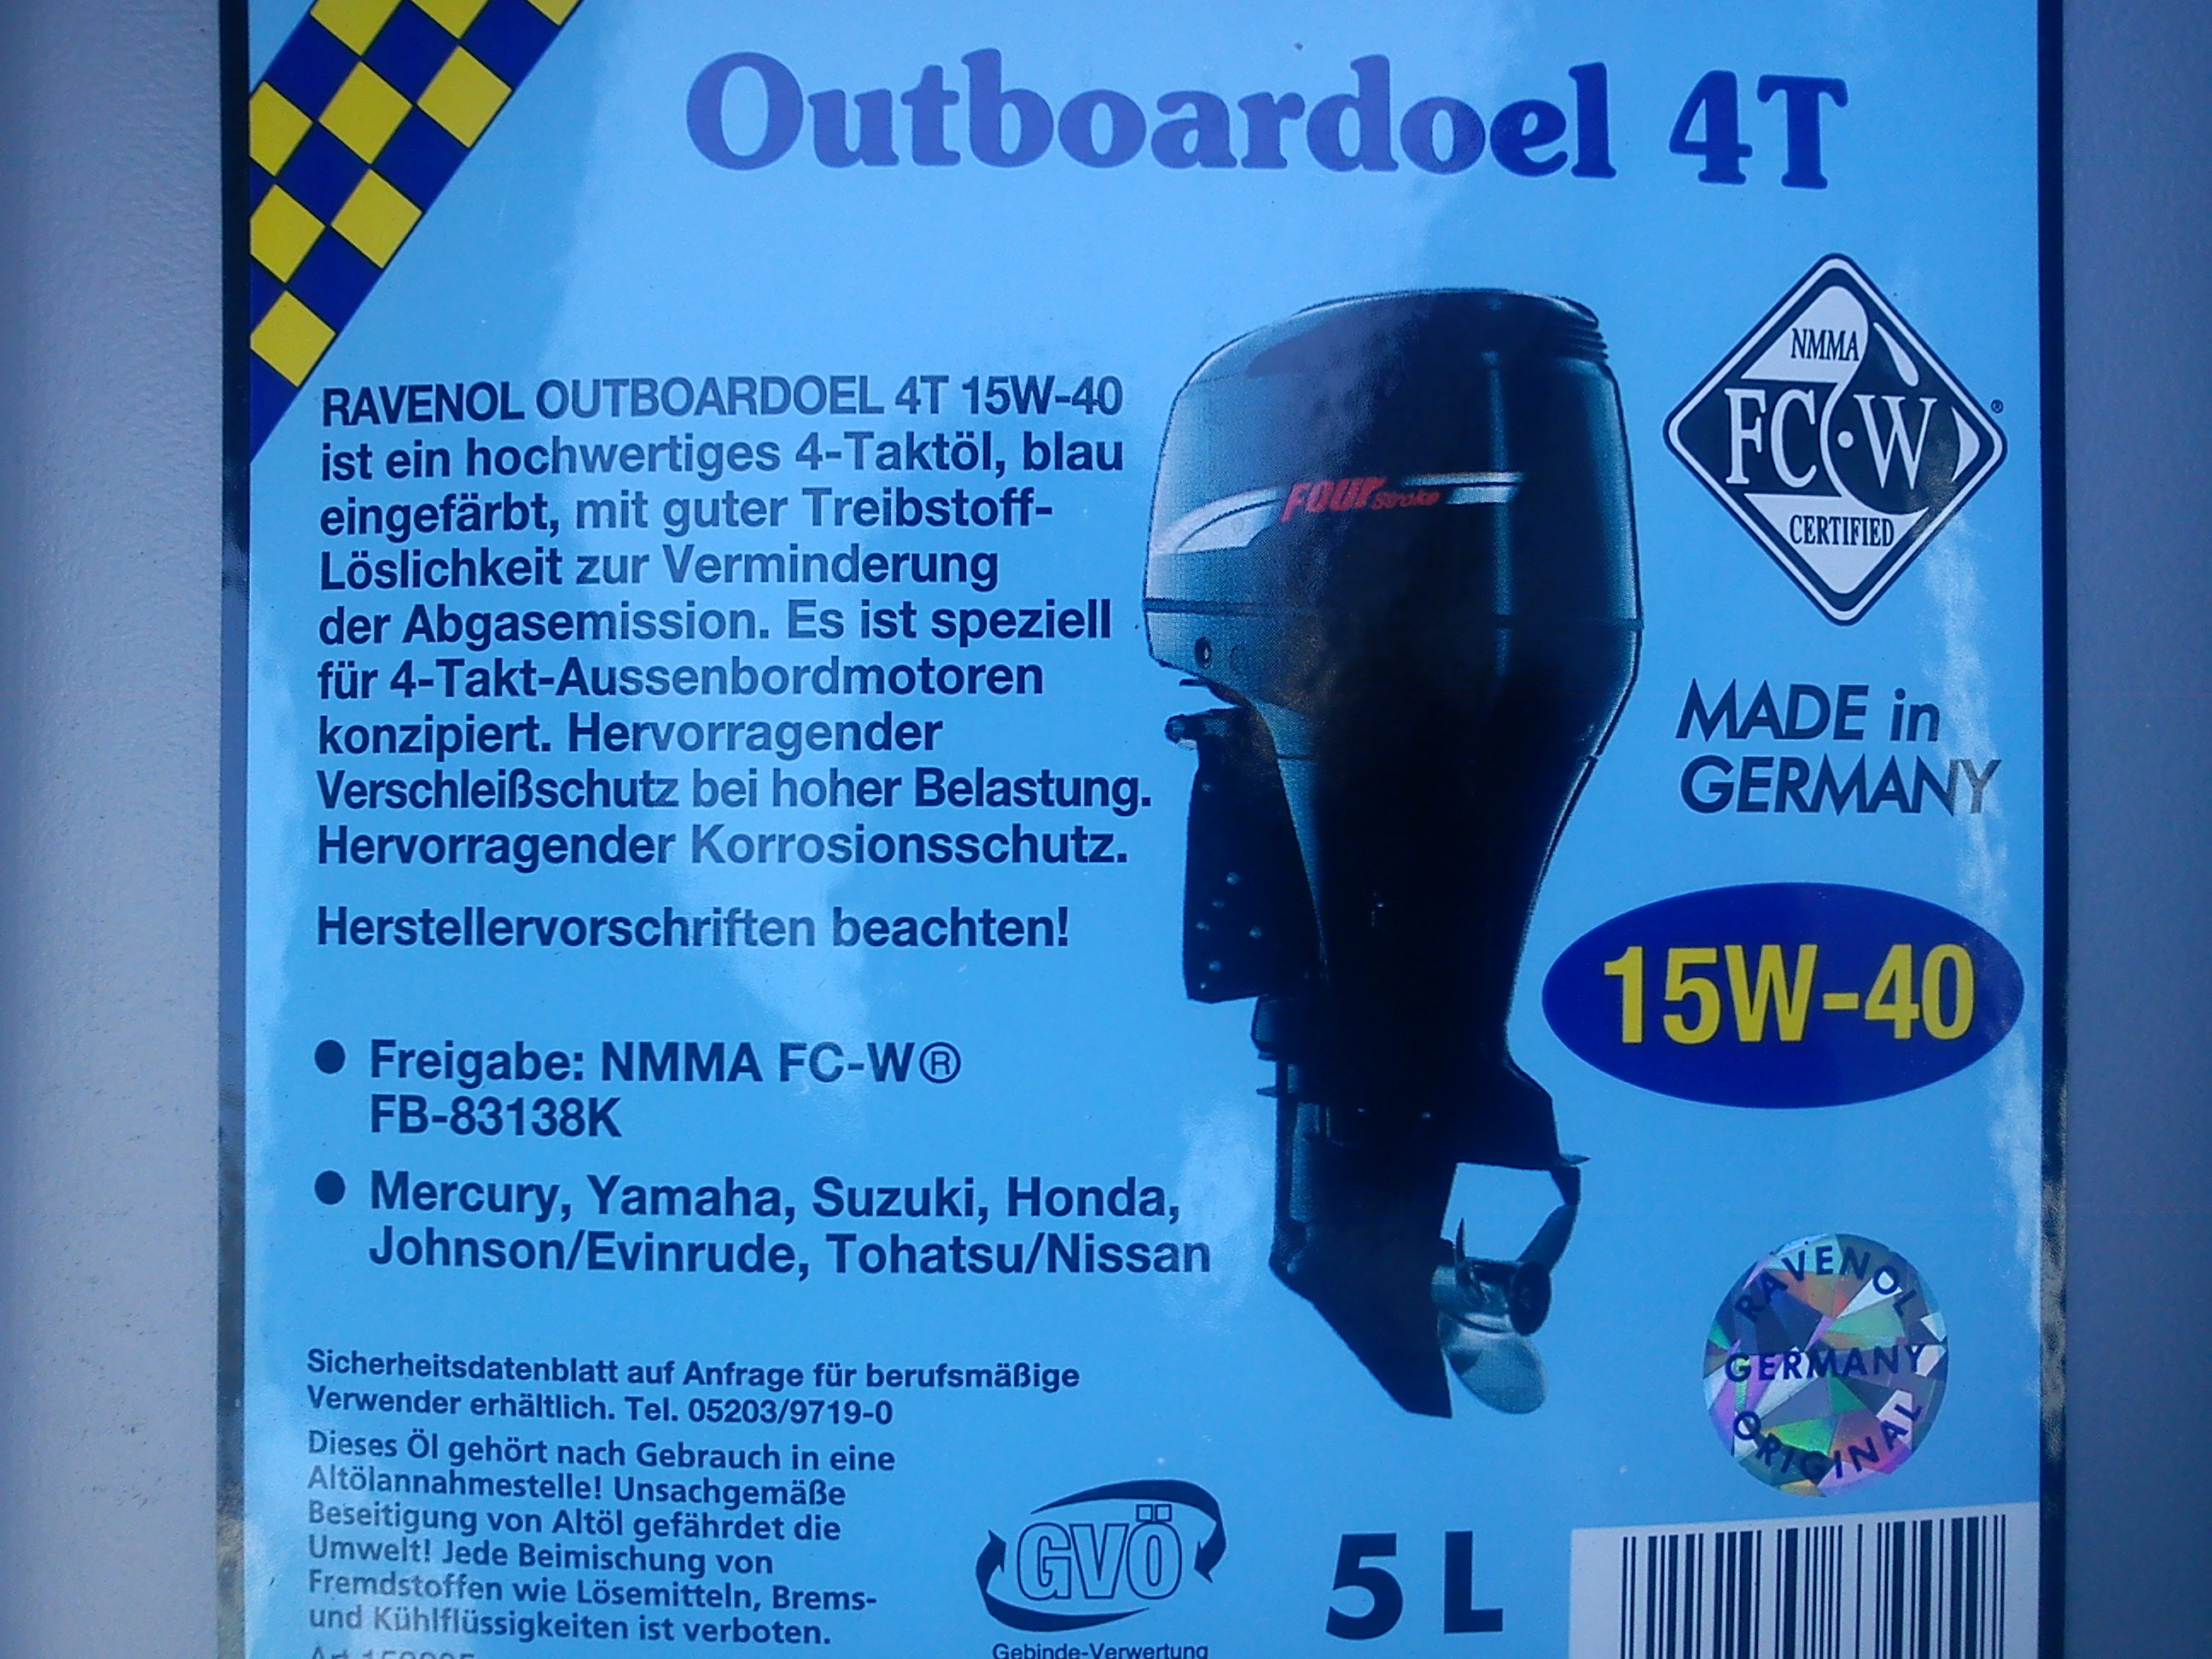 Outboardoel 4T
RAVENOL OUTBOARDOEL 4T 15W-40
ist ein hochwertiges 4-Taktöl, blau
eingefärbt, mit guter Treibstoff-
Löslichkeit zur Verminderung
der Abgasemission. Es ist speziell
für 4-Takt-Aussenbordmotoren
konzipiert. Hervorragender
Verschleißschutz bei hoher Belastung.
Hervorragender Korrosionsschutz.
Herstellervorschriften beachten!
● Freigabe: NMMA FC-W®
FB-83138K
● Mercury, Yamaha, Suzuki, Honda,
Johnson/Evinrude, Tohatsu/Nissan
Sicherheitsdatenblatt auf Anfrage für berufsmäßige
Verwender erhältlich. Tel. 05203/9719-0
Dieses Öl gehört nach Gebrauch in eine
Altölannahmestelle! Unsachgemäße
Beseitigung von Altöl gefährdet die
Umwelt! Jede Beimischung von
Fremdstoffen wie Lösemitteln, Brems-
und Kühlflüssigkeiten ist verboten.
FOUR Stroke
NMMA
FC-W®
CERTIFIED
MADE in
GERMANY
15W-40
RAVENOL
GERMANY
ORIGINAL
GVÖ
Gebinde-Verwertung
5 L